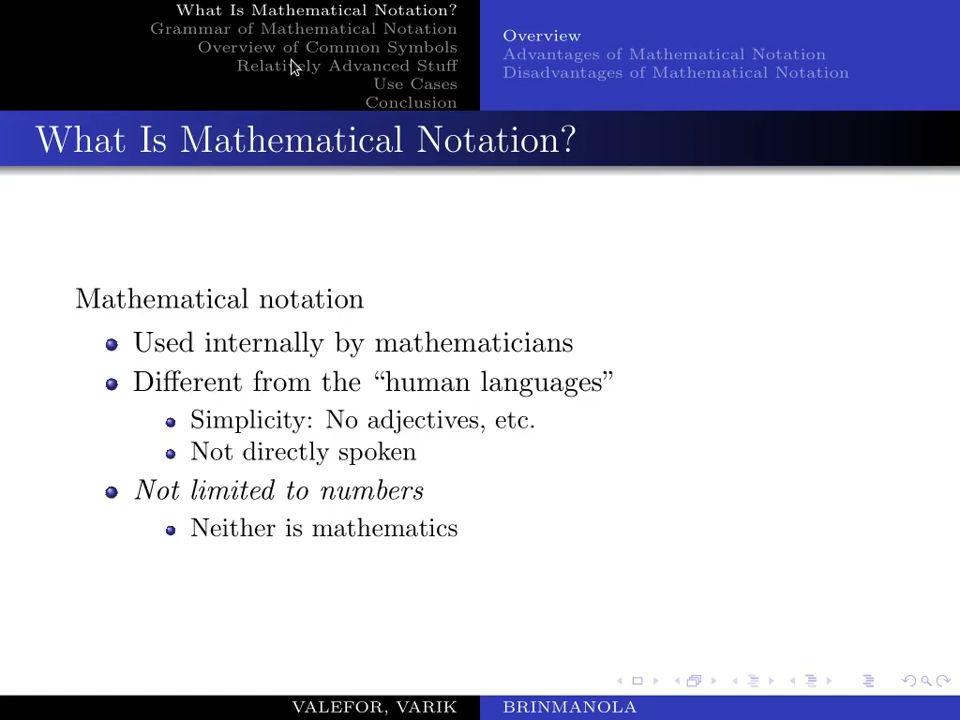 What Is Mathematical Notation?
Grammar of Mathematical Notation
Overview of Common Symbols
Relatively Advanced Stuff
Use Cases
Conclusion
Overview
Advantages of Mathematical Notation
Disadvantages of Mathematical Notation
What Is Mathematical Notation?
Mathematical notation
Used internally by mathematicians
Different from the “human languages”
Simplicity: No adjectives, etc.
Not directly spoken
Not limited to numbers
Neither is mathematics
VALEFOR, VARIK
BRINMANOLA